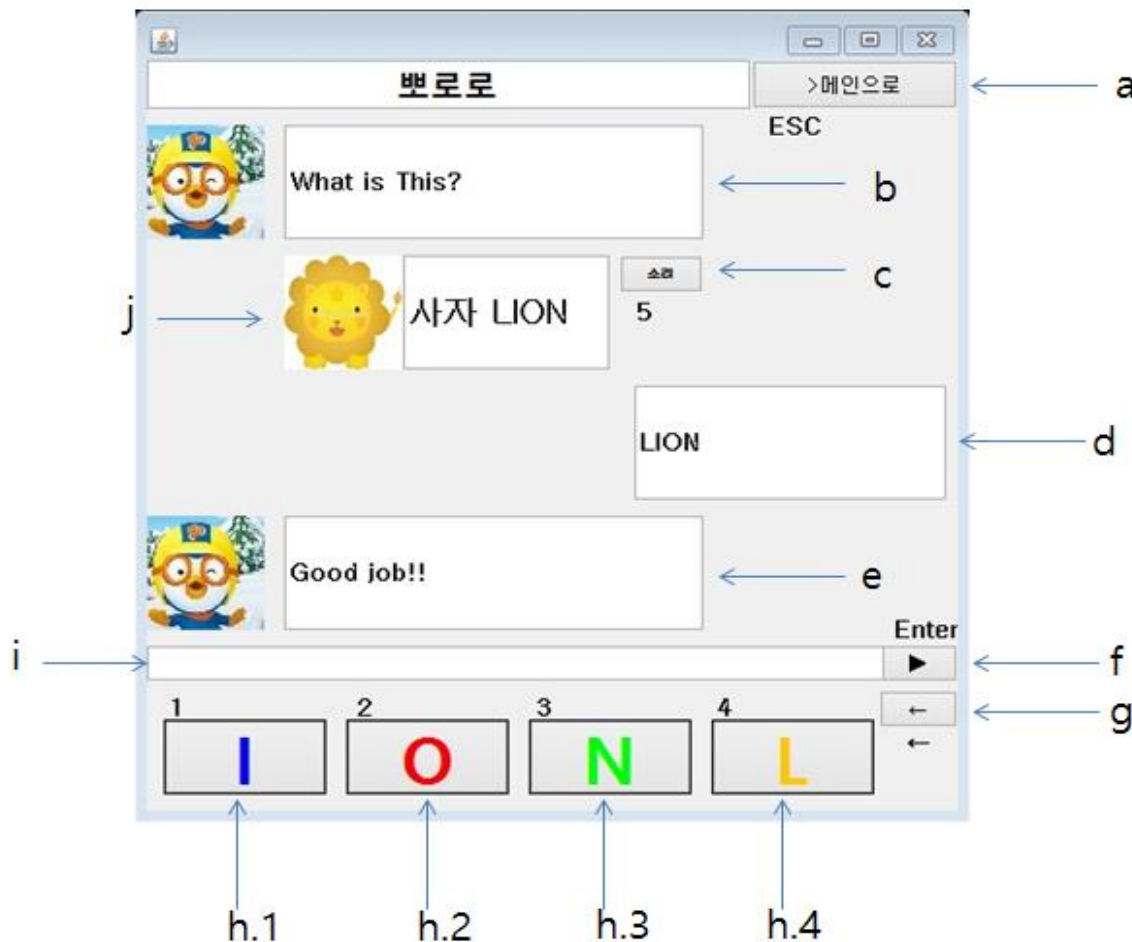 뽀로로
>메인으로
a
ESC
What is This?
b
소리
c
j
사자 LION
5
LION
d
Good job!!
e
Enter
i
▶
f
1
2
3
4
←
g
←
I
O
N
L
h.1
h.2
h.3
h.4